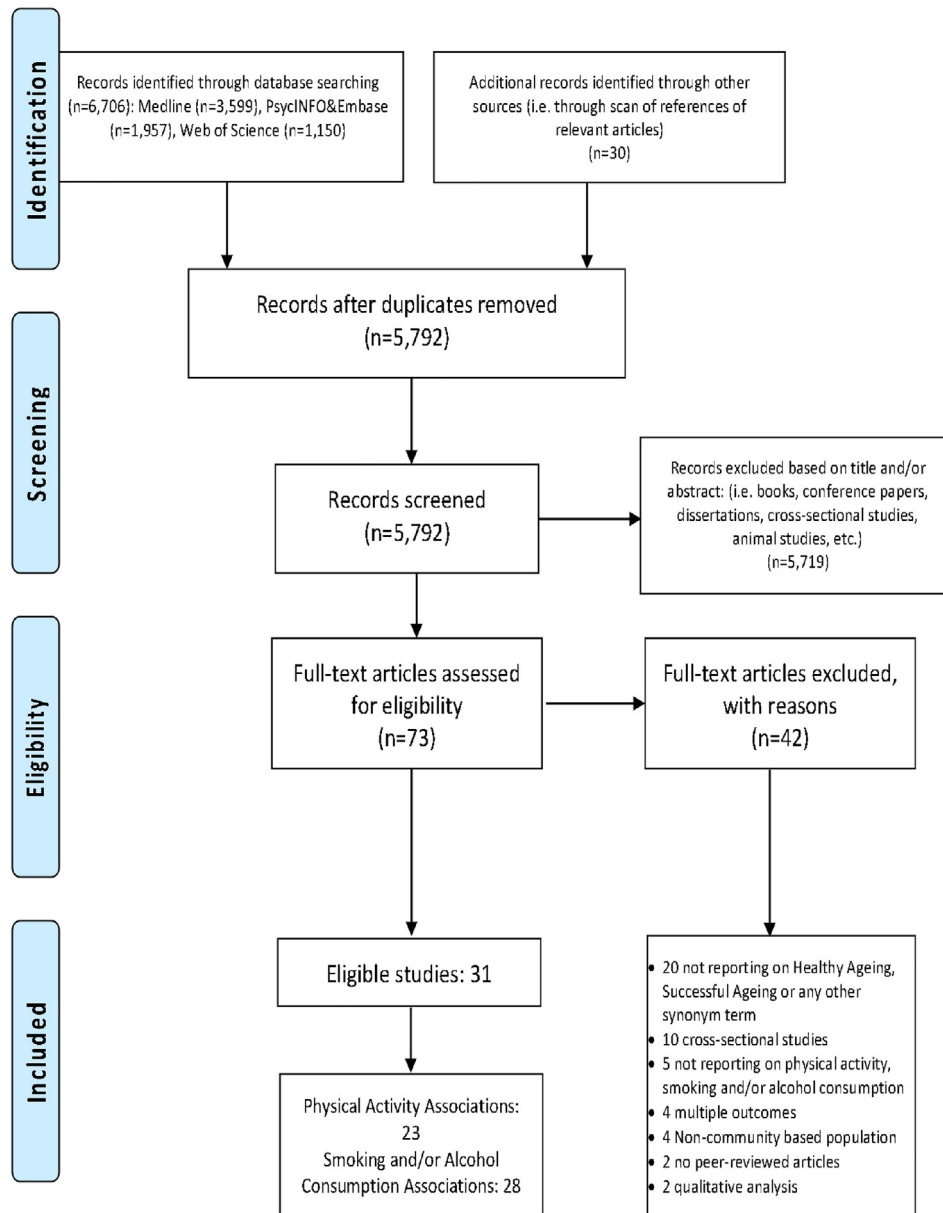 Identification
Records identified through database searching
(n=6,706): Medline (n=3,599), PsycINFO&Embase
(n=1,957), Web of Science (n=1,150)
Additional records identified through other
sources (i.e. through scan of references of
relevant articles)
(n=30)
Records after duplicates removed
(n=5,792)
Screening
Records screened
(n=5,792)
Records excluded based on title and/or
abstract: (i.e. books, conference papers,
dissertations, cross-sectional studies,
animal studies, etc.)
(n=5,719)
Eligibility
Full-text articles assessed
for eligibility
(n=73)
Full-text articles excluded,
with reasons
(n=42)
Included
Eligible studies: 31
Physical Activity Associations:
23
Smoking and/or Alcohol
Consumption Associations: 28
• 20 not reporting on Healthy Ageing,
Successful Ageing or any other
synonym term
• 10 cross-sectional studies
• 5 not reporting on physical activity,
smoking and/or alcohol consumption
• 4 multiple outcomes
• 4 Non-community based population
• 2 no peer-reviewed articles
• 2 qualitative analysis